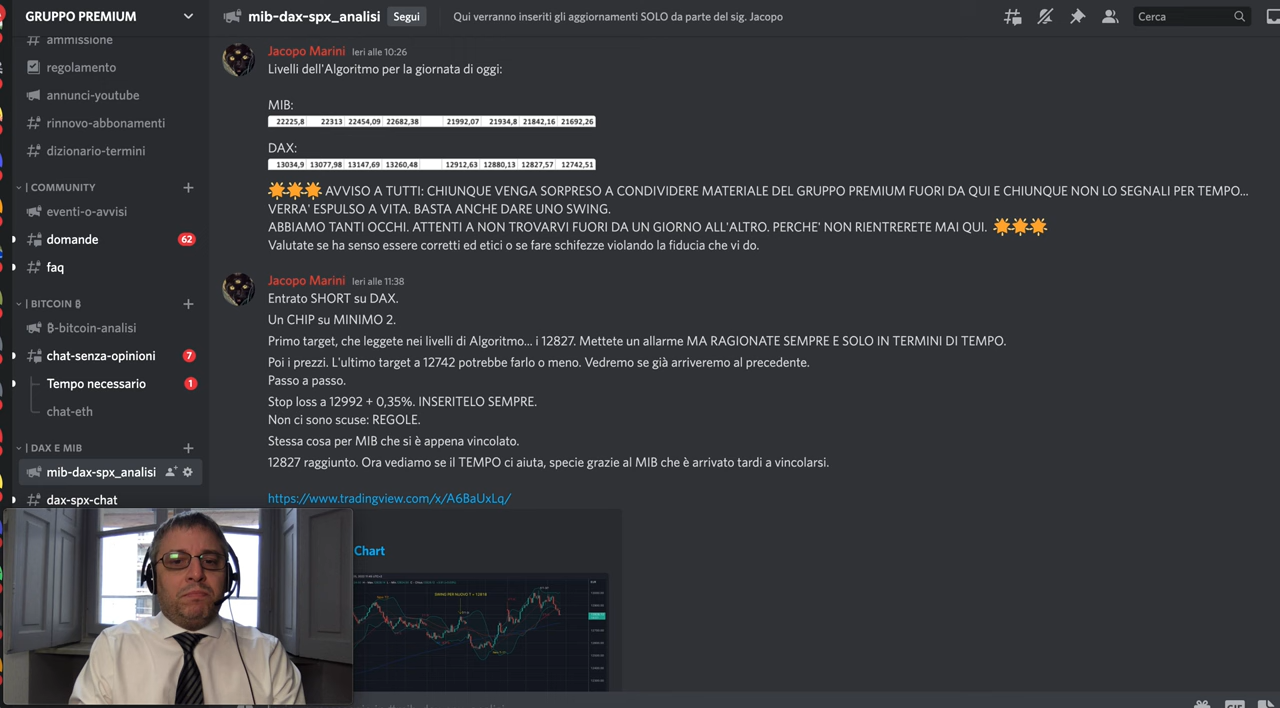 GRUPPO PREMIUM
mib-dax-spx_analisi
Segui
Qui verranno inseriti gli aggiornamenti SOLO da parte del sig. Jacopo
Cerca
ammissione
regolamento
annunci-youtube
rinnovo-abbonamenti
dizionario-termini
| COMMUNITY
eventi-o-avvisi
domande
62
faq
| BITCOIN ₿
₿-bitcoin-analisi
chat-senza-opinioni
7
Tempo necessario
1
chat-eth
| DAX E MIB
mib-dax-spx_analisi
dax-spx-chat
Jacopo Marini Ieri alle 10:26
Livelli dell'Algoritmo per la giornata di oggi:
MIB:
22225,8 22313 22454,09 22682,38 21992,07 21934,8 21842,16 21692,26
DAX:
13034,9 13077,98 13147,69 13260,48 12912,63 12880,13 12827,57 12742,51
AVVISO A TUTTI: CHIUNQUE VENGA SORPRESO A CONDIVIDERE MATERIALE DEL GRUPPO PREMIUM FUORI DA QUI E CHIUNQUE NON LO SEGNALI PER TEMPO...
VERRA' ESPULSO A VITA. BASTA ANCHE DARE UNO SWING.
ABBIAMO TANTI OCCHI. ATTENTI A NON TROVARVI FUORI DA UN GIORNO ALL'ALTRO. PERCHE' NON RIENTRERETE MAI QUI.
Valutate se ha senso essere corretti ed etici o se fare schifezze violando la fiducia che vi do.
Jacopo Marini Ieri alle 11:38
Entrato SHORT su DAX.
Un CHIP su MINIMO 2.
Primo target, che leggete nei livelli di Algoritmo... i 12827. Mettete un allarme MA RAGIONATE SEMPRE E SOLO IN TERMINI DI TEMPO.
Poi i prezzi. L'ultimo target a 12742 potrebbe farlo o meno. Vedremo se già arriveremo al precedente.
Passo a passo.
Stop loss a 12992 + 0,35%. INSERITELO SEMPRE.
Non ci sono scuse: REGOLE.
Stessa cosa per MIB che si è appena vincolato.
12827 raggiunto. Ora vediamo se il TEMPO ci aiuta, specie grazie al MIB che è arrivato tardi a vincolarsi.
https://www.tradingview.com/x/A6BaUxLq/
Chart
GIF